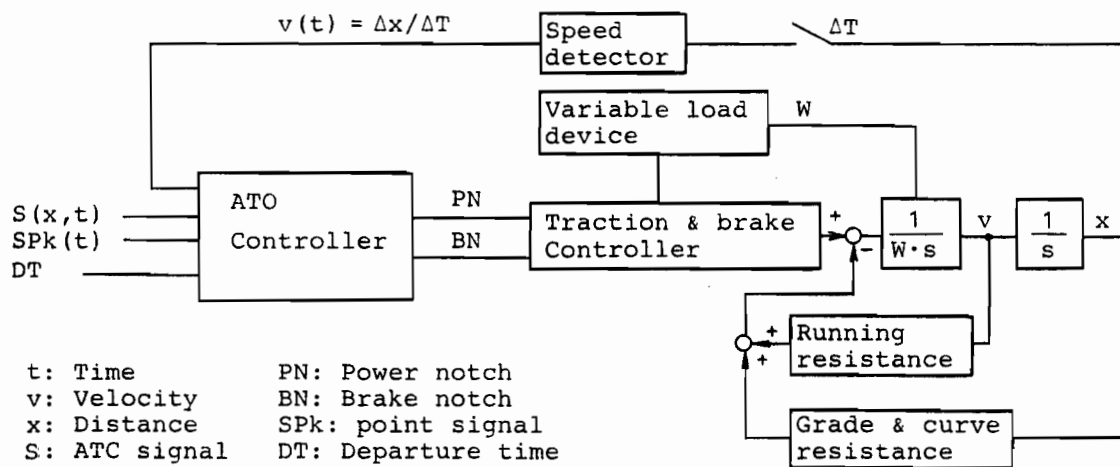 v(t) = Δx/ΔT
Speed
detector
ΔT
Variable load
device
W
ATO
Controller
S(x,t)
SPk(t)
DT
PN
BN
Traction & brake
Controller
+
-
1
W·s
v
1
s
x
+
+
Running
resistance
Grade & curve
resistance
t: Time
v: Velocity
x: Distance
S: ATC signal
PN: Power notch
BN: Brake notch
SPk: point signal
DT: Departure time